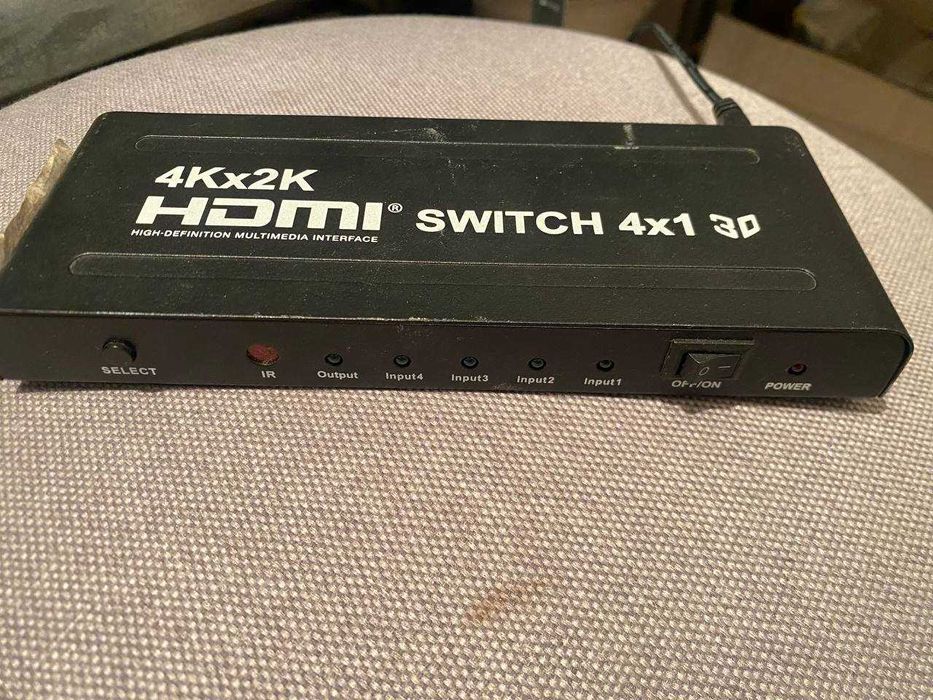 4Kx2K
HDMI® SWITCH 4x1 3D
HIGH-DEFINITION MULTIMEDIA INTERFACE
SELECT
IR
Output
Input4
Input3
Input2
Input1
O –
OFF/ON
POWER